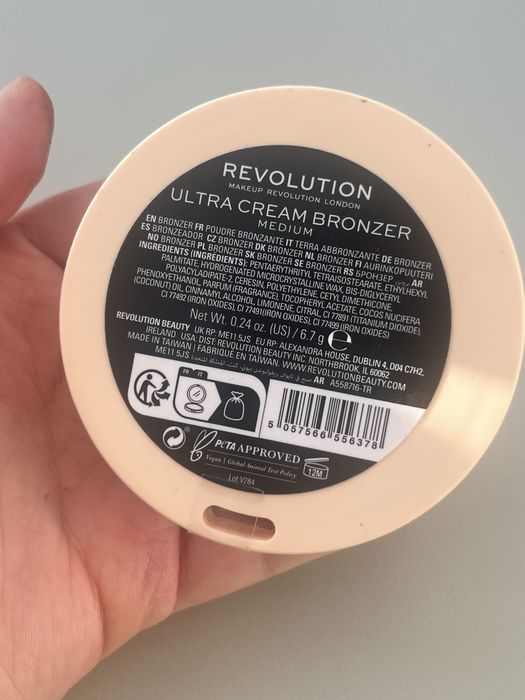 REVOLUTION
MAKEUP REVOLUTION LONDON
ULTRA CREAM BRONZER
MEDIUM
EN BRONZER FR POUDRE BRONZANTE IT TERRA ABBRONZANTE DE BRONZER
ES BRONZEADOR CZ BRONZER DK BRONZER NL BRONZER FI AURINKOPUUTERI
NO BRONZER PL BRONZER SK BRONZER SE BRONZER RS БРОНЗЕР برونزر AR
INGREDIENTS (INGREDIENTS): PENTAERYTHRITYL TETRAISOSTEARATE, ETHYLHEXYL
PALMITATE, HYDROGENATED MICROCRYSTALLINE WAX, BIS-DIGLYCERYL
POLYACYLADIPATE-2, CERESIN, POLYETHYLENE, CETYL DIMETHICONE,
PHENOXYETHANOL, PARFUM (FRAGRANCE), TOCOPHERYL ACETATE, COCOS NUCIFERA
(COCONUT) OIL, CINNAMYL ALCOHOL, LIMONENE, CITRAL, CI 77891 (TITANIUM DIOXIDE),
CI 77492 (IRON OXIDES), CI 77491 (IRON OXIDES), CI 77499 (IRON OXIDES)
Net Wt. 0.24 oz. (US) / 6.7 g ℮
REVOLUTION BEAUTY UK RP: ME11 5JS EU RP: ALEXANDRA HOUSE, DUBLIN 4, D04 C7H2,
IRELAND USA: DIST: REVOLUTION BEAUTY INC. NORTHBROOK, IL 60062
MADE IN TAIWAN / FABRIQUÉ EN TAIWAN. WWW.REVOLUTIONBEAUTY.COM
ME11 5JS AR A558716-TR
FR IT
5 057566 556378
PeTA APPROVED
Vegan | Global Animal Test Policy
12M
Lot:V284